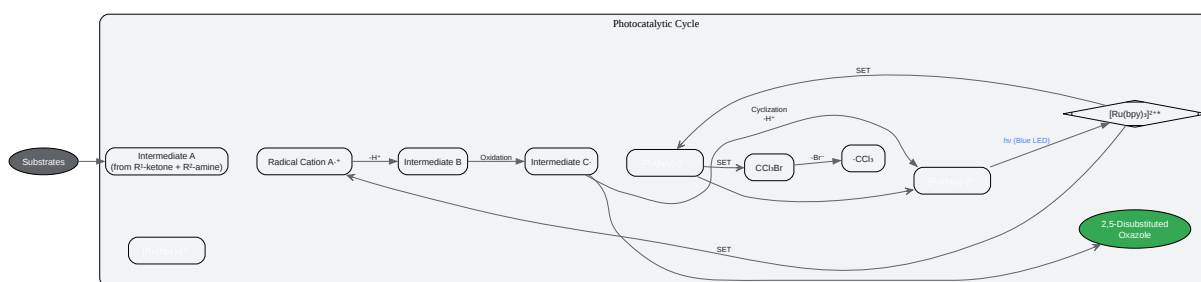 Photocatalytic Cycle
SET
Cyclization
-H⁺
[Ru(bpy)₃]²⁺*
hν (Blue LED)
Substrates
Intermediate A
(from R¹-ketone + R²-amine)
Radical Cation A·⁺
-H⁺
Intermediate B
Oxidation
Intermediate C·
SET
CCl₃Br
-Br⁻
·CCl₃
2,5-Disubstituted
Oxazole
SET